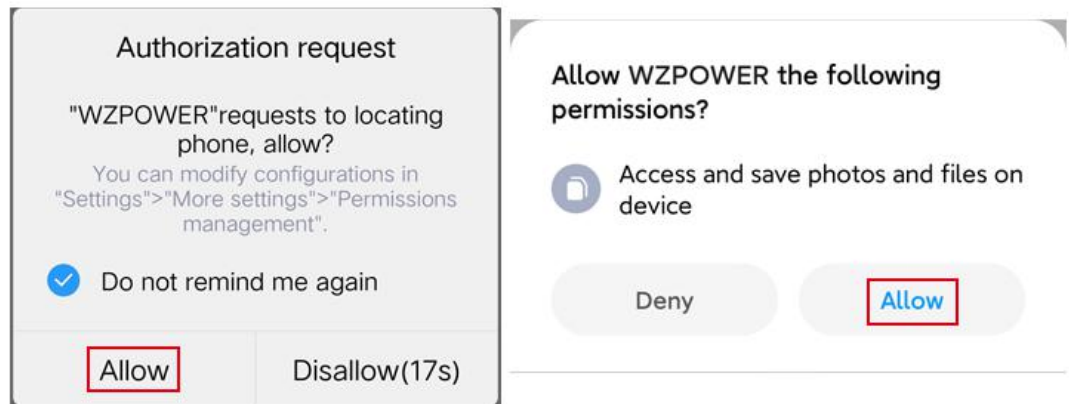 Authorization request
"WZPOWER"requests to locating
phone, allow?
You can modify configurations in
"Settings">"More settings">"Permissions
management".
Do not remind me again
Allow
Disallow(17s)
Allow WZPOWER the following
permissions?
Access and save photos and files on
device
Deny
Allow